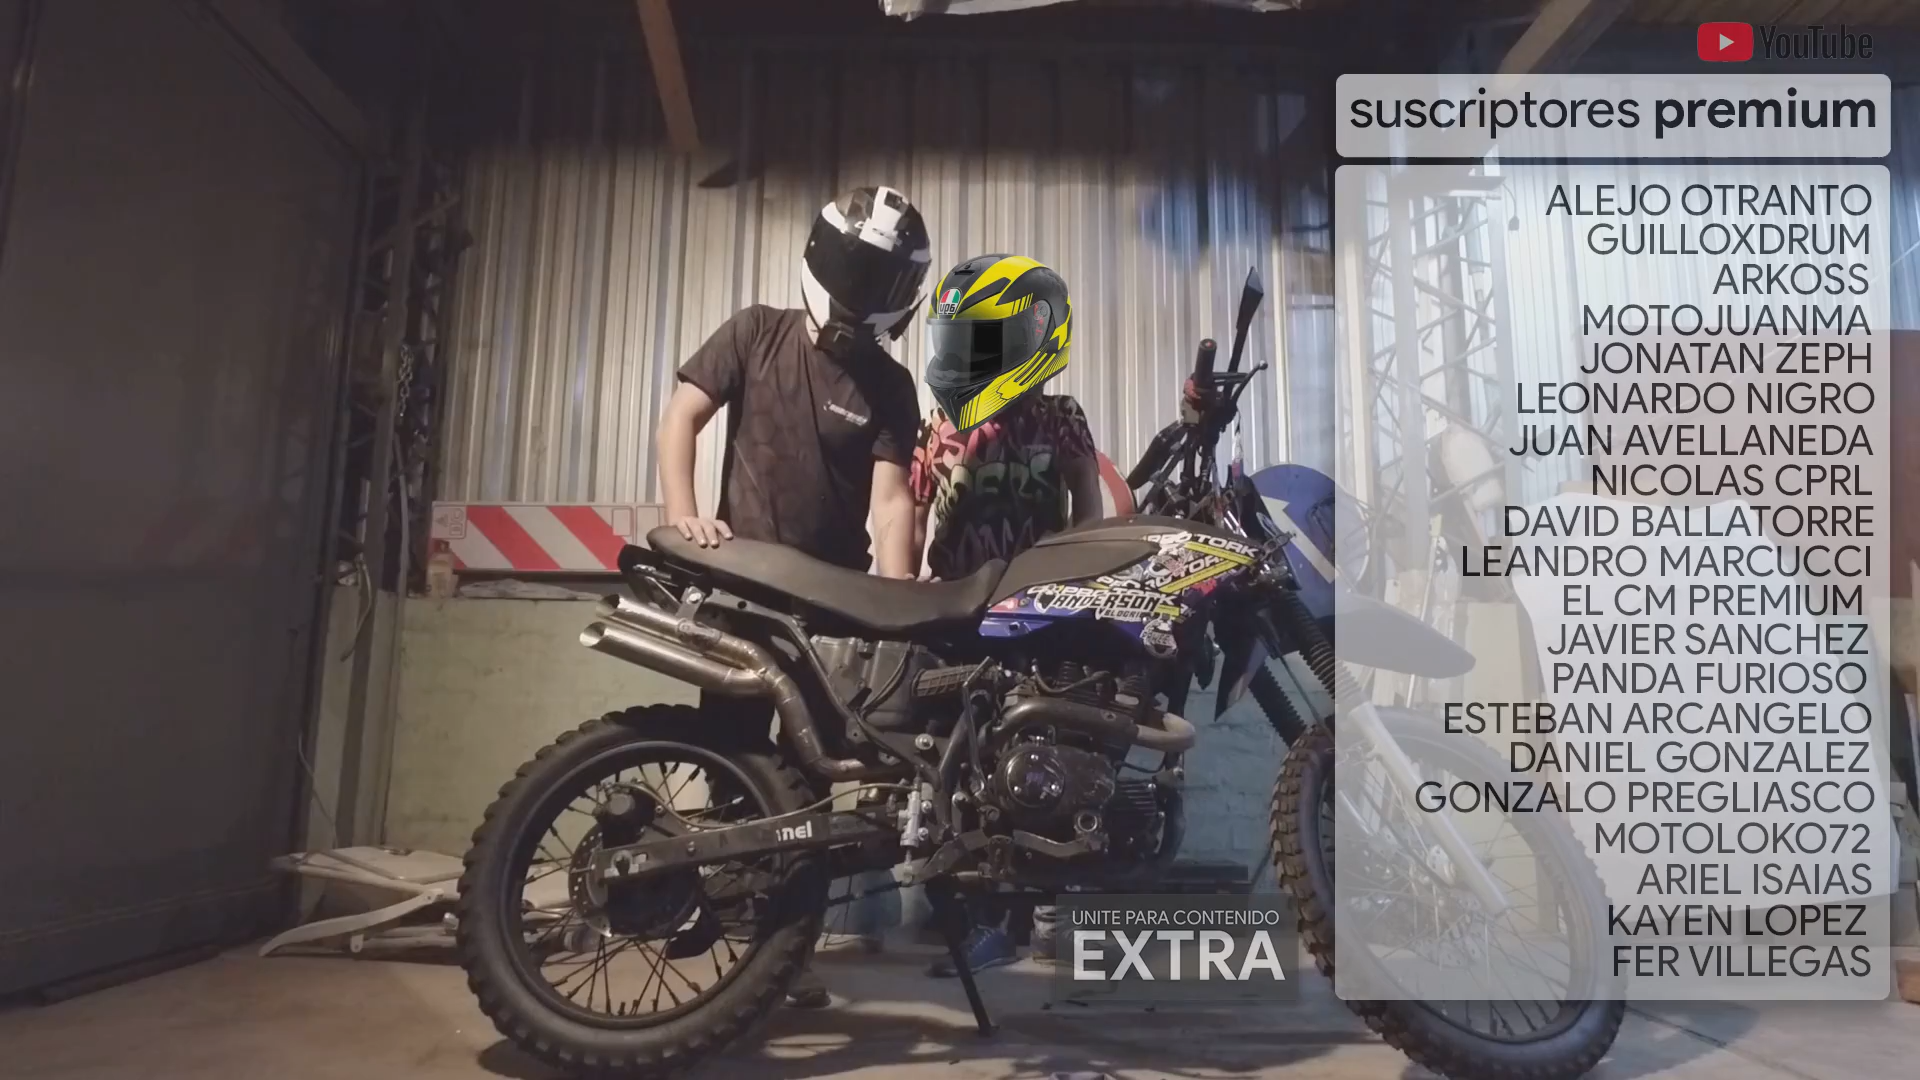 YouTube
suscriptores premium
ALEJO OTRANTO
GUILLOXDRUM
ARKOSS
MOTOJUANMA
JONATAN ZEPH
LEONARDO NIGRO
JUAN AVELLANEDA
NICOLAS CPRL
DAVID BALLATORRE
LEANDRO MARCUCCI
EL CM PREMIUM
JAVIER SANCHEZ
PANDA FURIOSO
ESTEBAN ARCANGELO
DANIEL GONZALEZ
GONZALO PREGLIASCO
MOTOLOKO72
ARIEL ISAIAS
KAYEN LOPEZ
FER VILLEGAS
PRO TORK
ANDERSON
UNITE PARA CONTENIDO
EXTRA